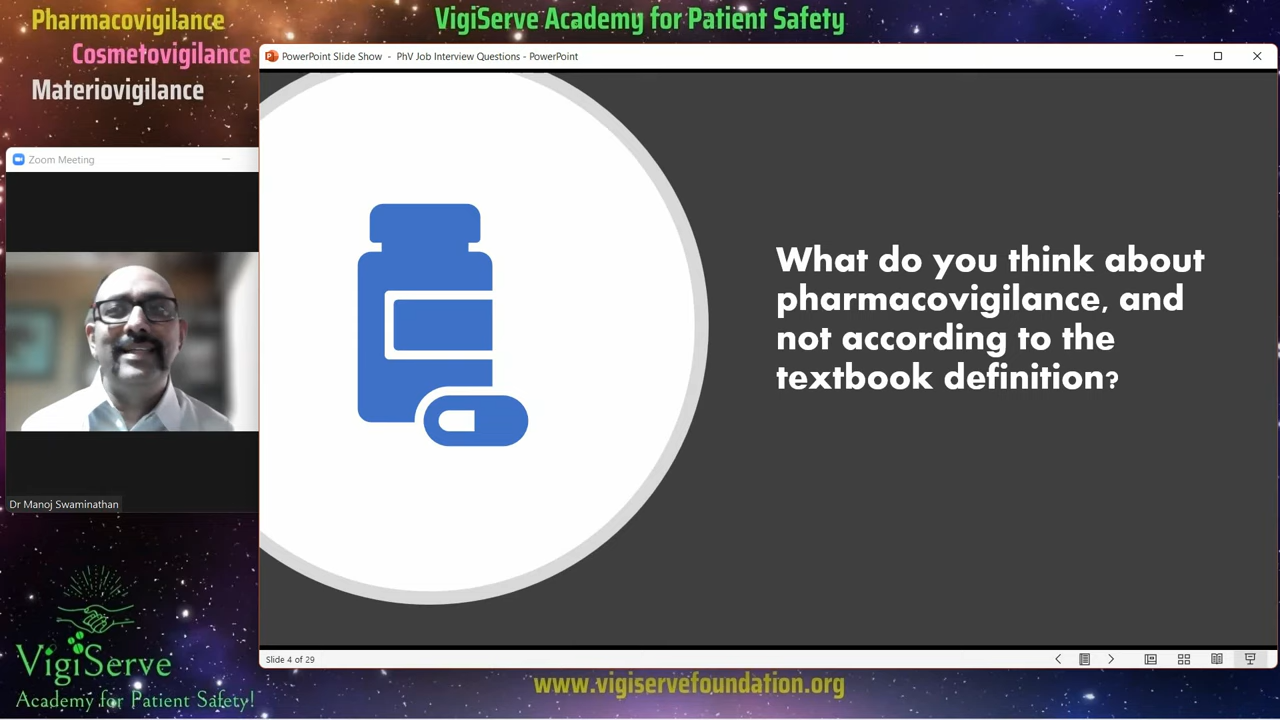 Pharmacovigilance
Cosmetovigilance
Materiovigilance
VigiServe Academy for Patient Safety
PowerPoint Slide Show - PhV Job Interview Questions - PowerPoint
Zoom Meeting
Dr Manoj Swaminathan
What do you think about
pharmacovigilance, and
not according to the
textbook definition?
Slide 4 of 29
VigiServe
Academy for Patient Safety!
www.vigiservefoundation.org